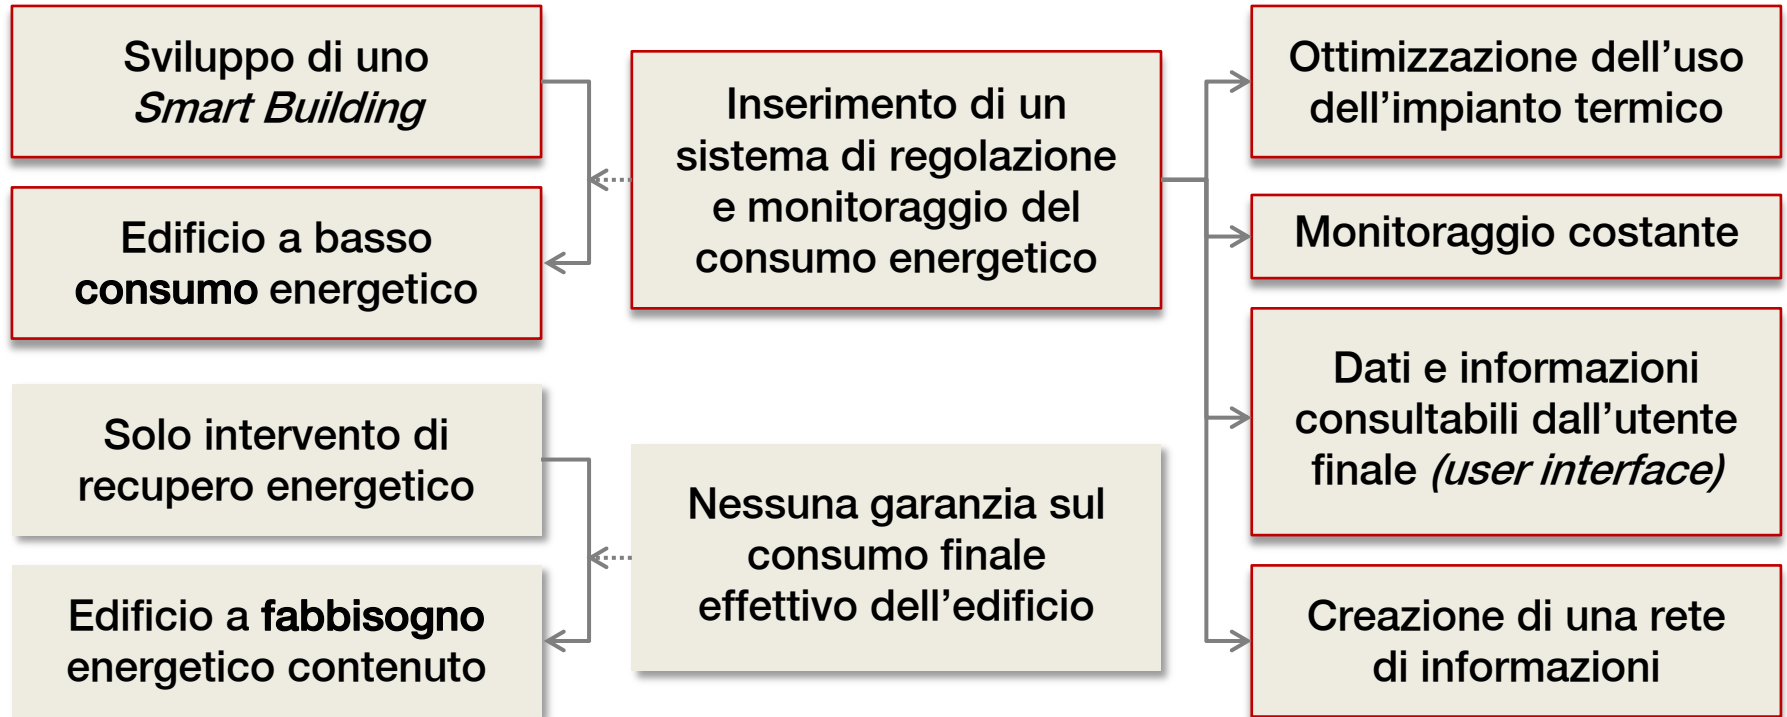 Sviluppo di uno
Smart Building
Edificio a basso
consumo energetico
Solo intervento di
recupero energetico
Edificio a fabbisogno
energetico contenuto
Inserimento di un
sistema di regolazione
e monitoraggio del
consumo energetico
Nessuna garanzia sul
consumo finale
effettivo dell’edificio
Ottimizzazione dell’uso
dell’impianto termico
Monitoraggio costante
Dati e informazioni
consultabili dall’utente
finale (user interface)
Creazione di una rete
di informazioni